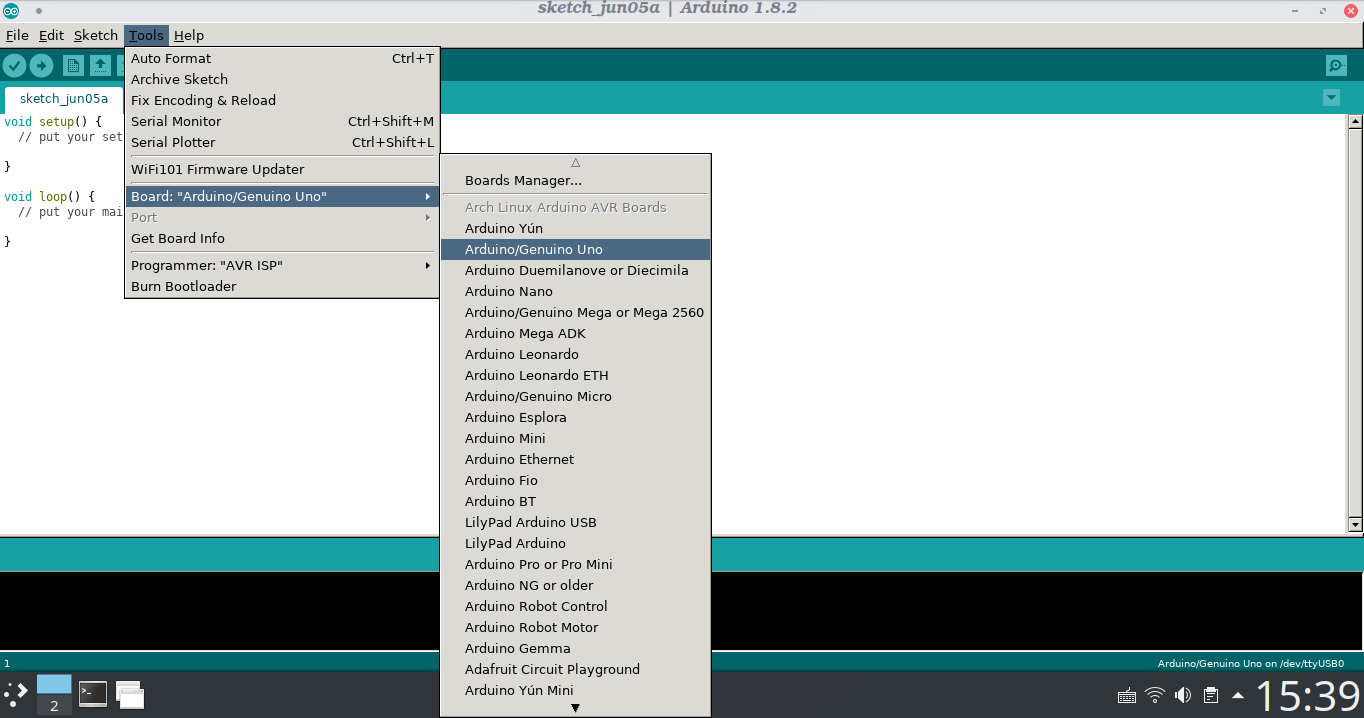 sketch_jun05a | Arduino 1.8.2
File Edit Sketch Tools Help
sketch_jun05a
void setup() {
// put your set
}
void loop() {
// put your mai
}
Auto Format Ctrl+T
Archive Sketch
Fix Encoding & Reload
Serial Monitor Ctrl+Shift+M
Serial Plotter Ctrl+Shift+L
WiFi101 Firmware Updater
Board: "Arduino/Genuino Uno"
Port
Get Board Info
Programmer: "AVR ISP"
Burn Bootloader
Boards Manager...
Arch Linux Arduino AVR Boards
Arduino Yún
Arduino/Genuino Uno
Arduino Duemilanove or Diecimila
Arduino Nano
Arduino/Genuino Mega or Mega 2560
Arduino Mega ADK
Arduino Leonardo
Arduino Leonardo ETH
Arduino/Genuino Micro
Arduino Esplora
Arduino Mini
Arduino Ethernet
Arduino Fio
Arduino BT
LilyPad Arduino USB
LilyPad Arduino
Arduino Pro or Pro Mini
Arduino NG or older
Arduino Robot Control
Arduino Robot Motor
Arduino Gemma
Adafruit Circuit Playground
Arduino Yún Mini
1
Arduino/Genuino Uno on /dev/ttyUSB0
2
15:39